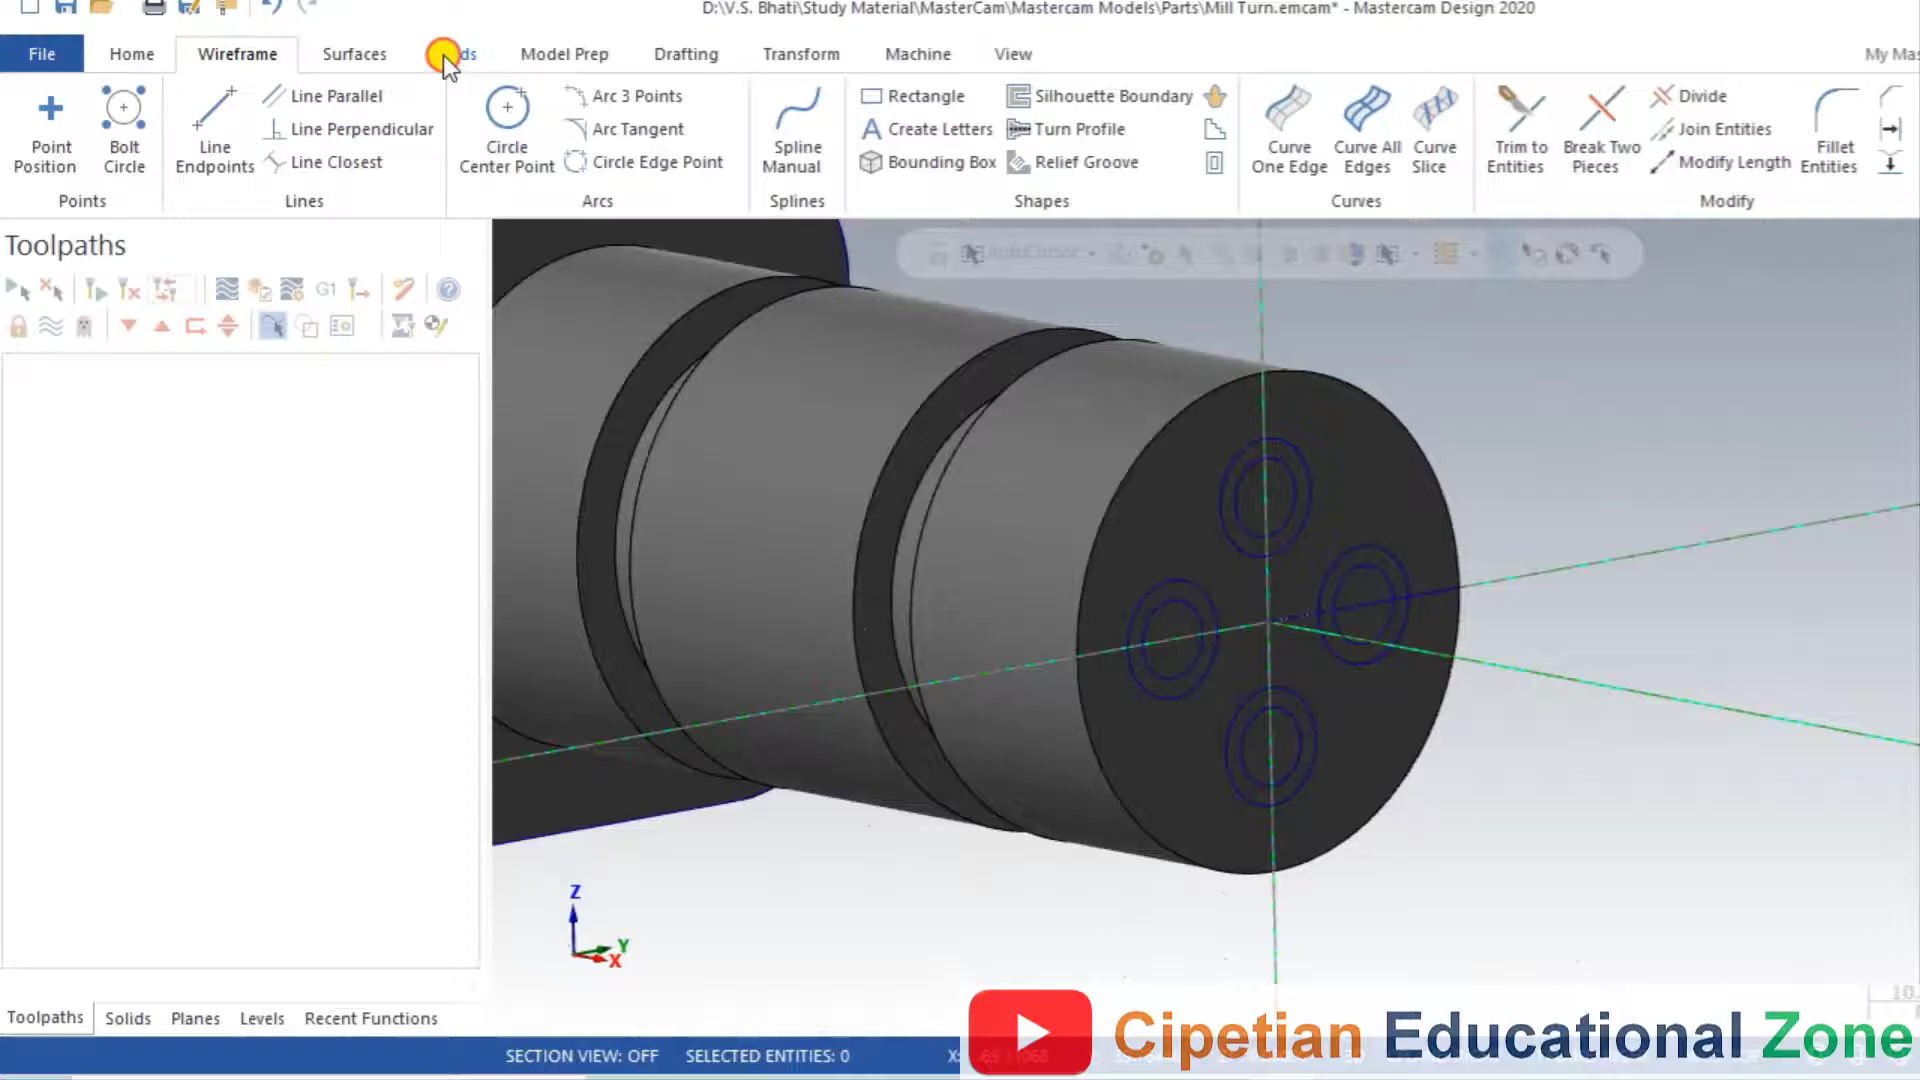 D:\V.S. Bhati\Study Material\MasterCam\Mastercam Models\Parts\Mill Turn.emcam* - Mastercam Design 2020
File Home Wireframe Surfaces Model Prep Drafting Transform Machine View My Mas
Point Position
Bolt Circle
Points
Line Endpoints
Line Parallel
Line Perpendicular
Line Closest
Lines
Circle Center Point
Arc 3 Points
Arc Tangent
Circle Edge Point
Arcs
Spline Manual
Splines
Rectangle
Create Letters
Bounding Box
Silhouette Boundary
Turn Profile
Relief Groove
Shapes
Curve One Edge
Curve All Edges
Curve Slice
Curves
Trim to Entities
Break Two Pieces
Divide
Join Entities
Modify Length
Fillet Entities
Modify
Toolpaths
AutoCursor
G1
Z
Y
X
10.
Toolpaths Solids Planes Levels Recent Functions
SECTION VIEW: OFF SELECTED ENTITIES: 0 X:
Cipetian Educational Zone